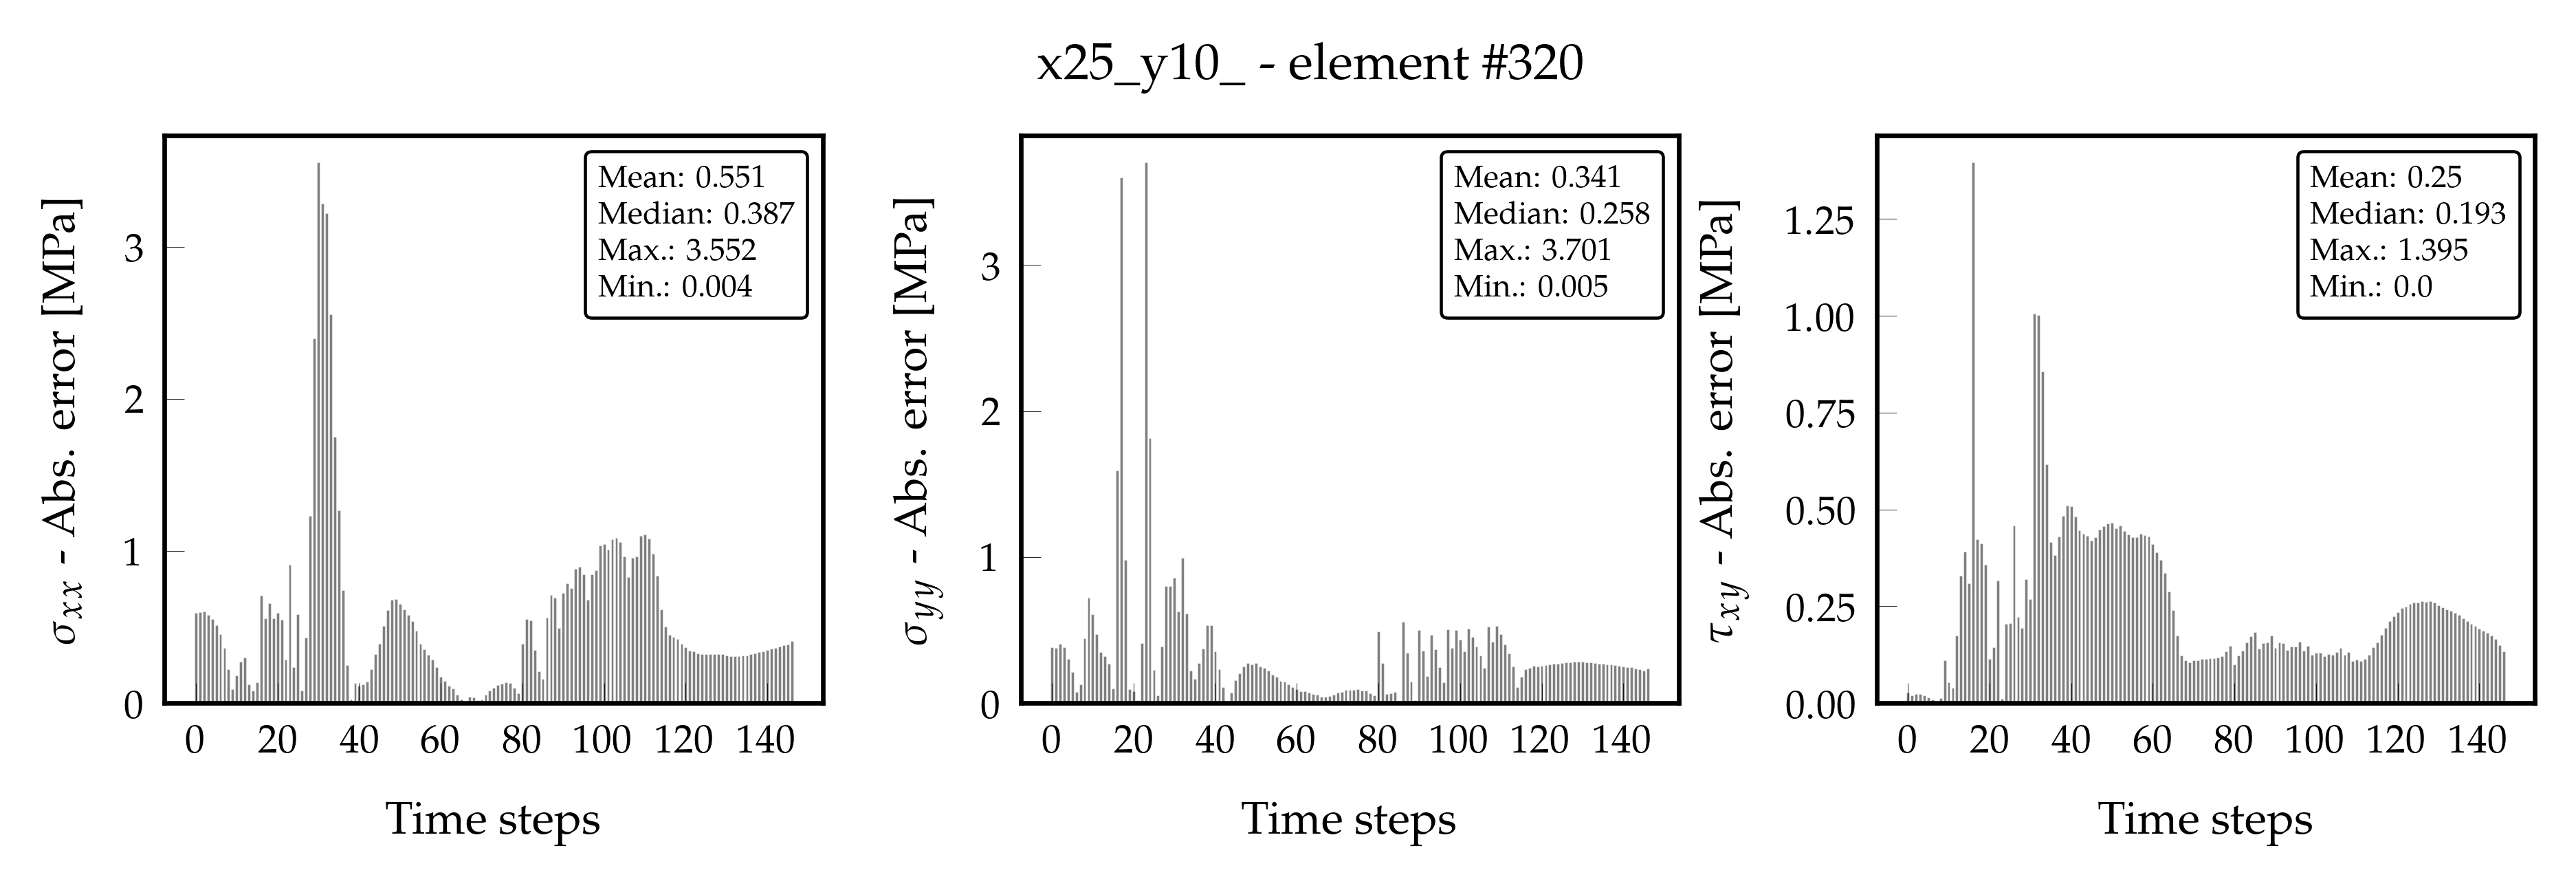 x25_y10_ - element #320
σxx - Abs. error [MPa]
3
2
1
0
0 20 40 60 80 100 120 140
Time steps
Mean: 0.551
Median: 0.387
Max.: 3.552
Min.: 0.004
σyy - Abs. error [MPa]
3
2
1
0
0 20 40 60 80 100 120 140
Time steps
Mean: 0.341
Median: 0.258
Max.: 3.701
Min.: 0.005
τxy - Abs. error [MPa]
1.25
1.00
0.75
0.50
0.25
0.00
0 20 40 60 80 100 120 140
Time steps
Mean: 0.25
Median: 0.193
Max.: 1.395
Min.: 0.0